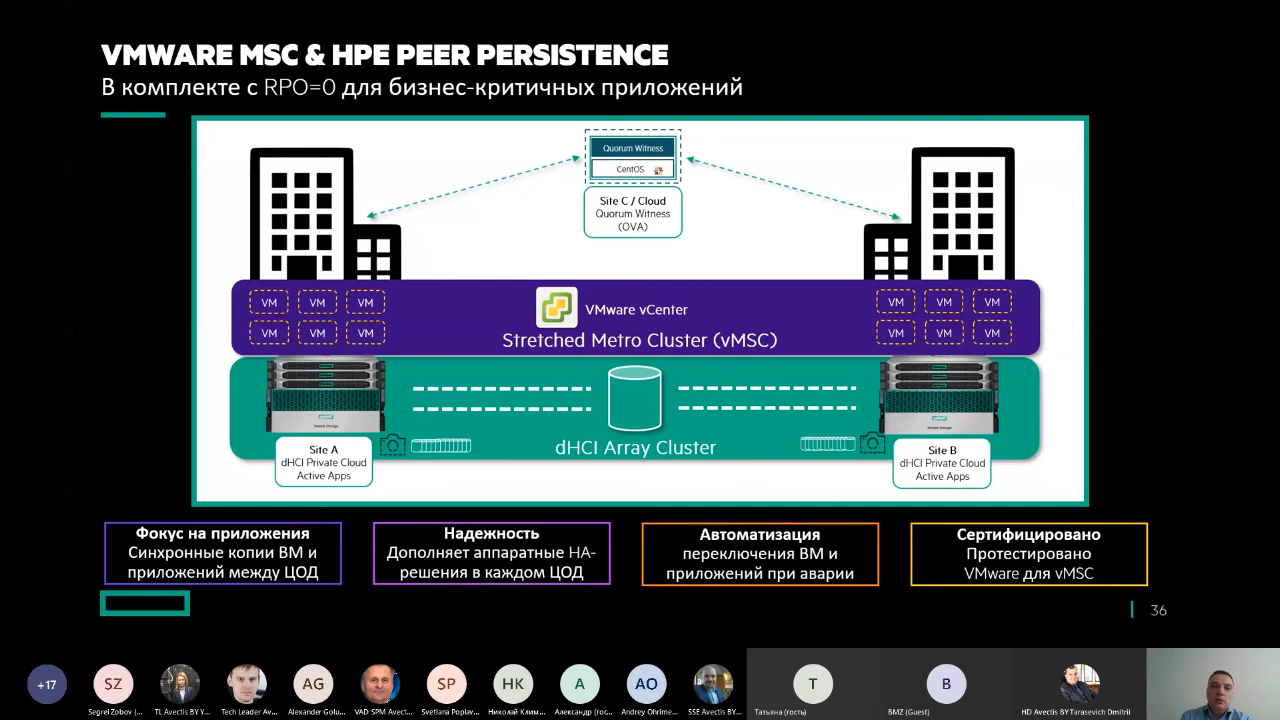 VMWARE MSC & HPE PEER PERSISTENCE
В комплекте с RPO=0 для бизнес-критичных приложений
Quorum Witness
CentOS
Site C / Cloud
Quorum Witness
(OVA)
VM VM VM
VM VM VM
VMware vCenter
Stretched Metro Cluster (vMSC)
VM VM VM
VM VM VM
dHCI Array Cluster
Site A
dHCI Private Cloud
Active Apps
Site B
dHCI Private Cloud
Active Apps
Фокус на приложения
Синхронные копии ВМ и
приложений между ЦОД
Надежность
Дополняет аппаратные HA-
решения в каждом ЦОД
Автоматизация
переключения ВМ и
приложений при аварии
Сертифицировано
Протестировано
VMware для vMSC
36
+17
SZ
AG
SP
НК
А
AO
Т
B
Segrei Zobov (...
TL Avectis BY Y...
Tech Leader Av...
Alexander Golu...
VAD SPM Avect...
Svetlara Poplav...
Николай Клим...
Александр (гос...
Andrey Ohrime...
SSE Avectis BY...
Татьяна (гость)
BMZ (Guest)
HD Avectis BY Tarasevich Dmitrii